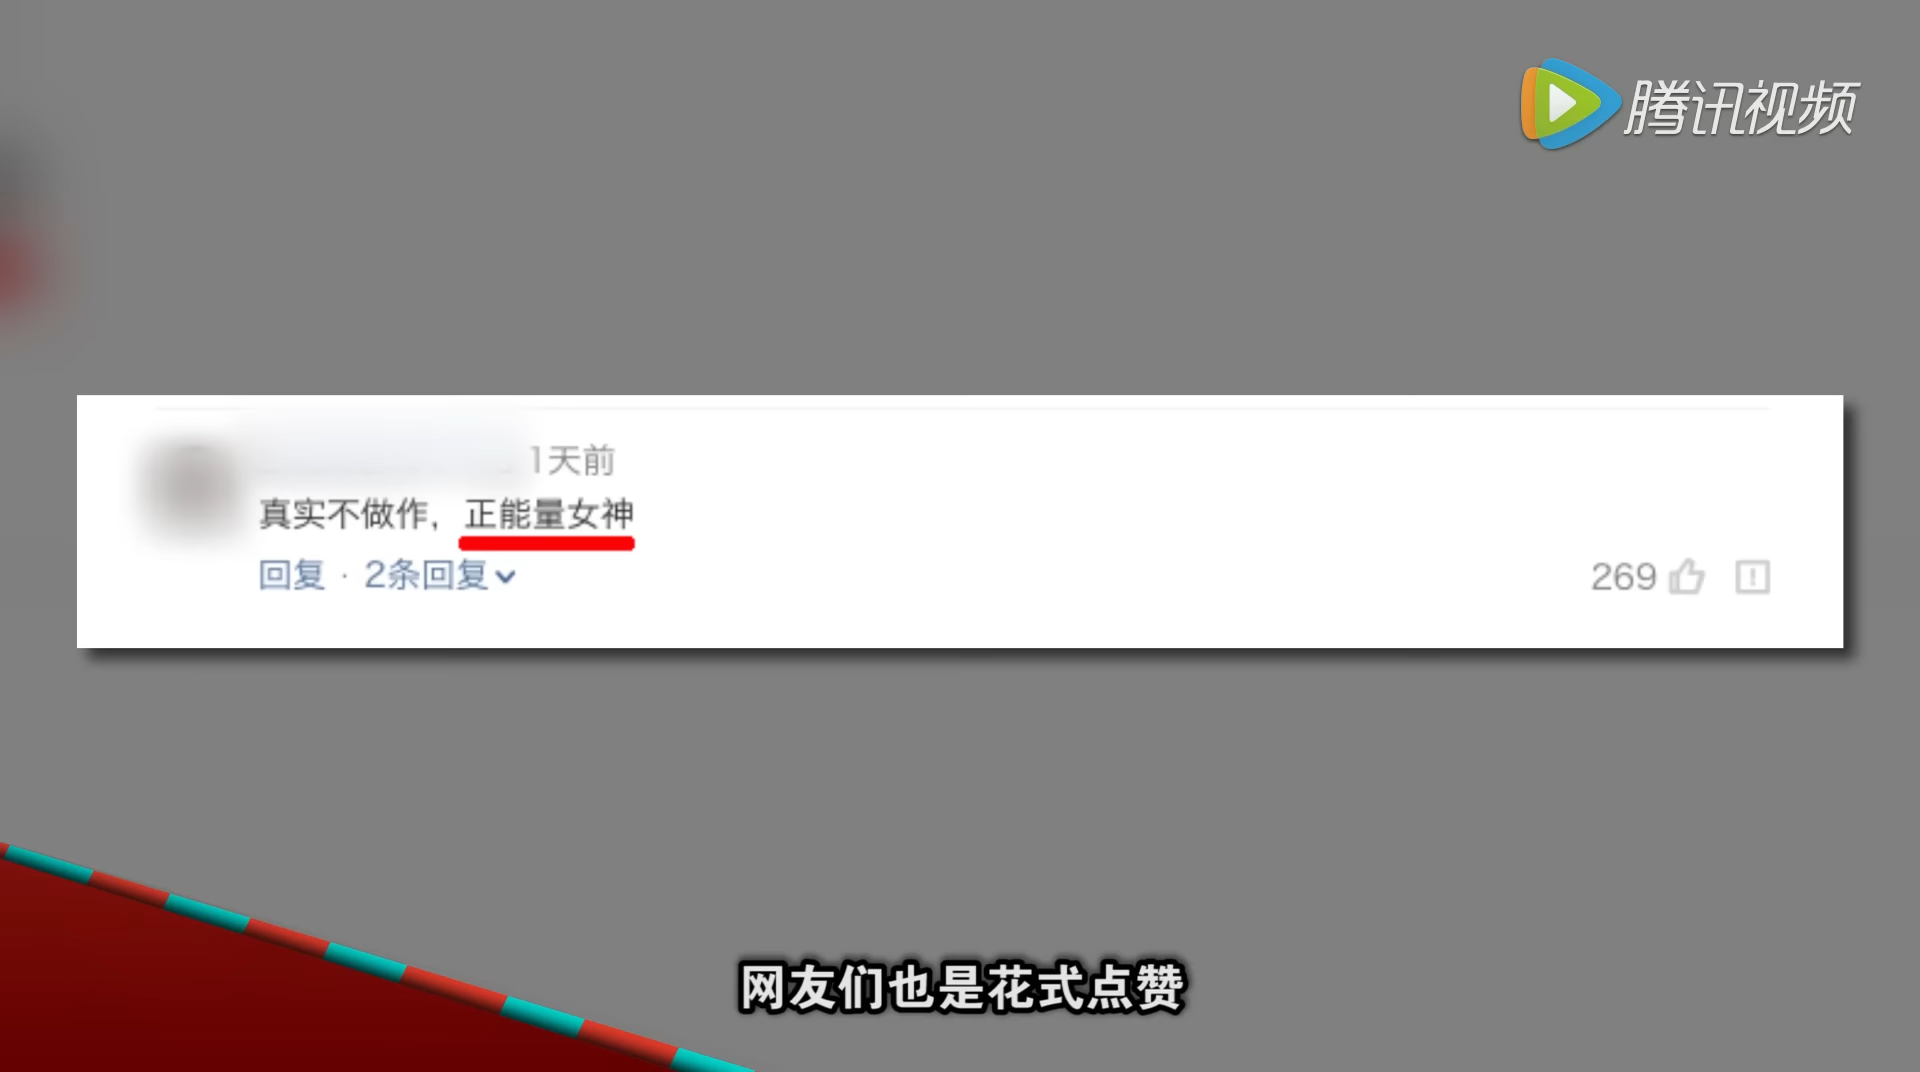 腾讯视频
1天前
真实不做作，正能量女神
回复 · 2条回复
269
网友们也是花式点赞